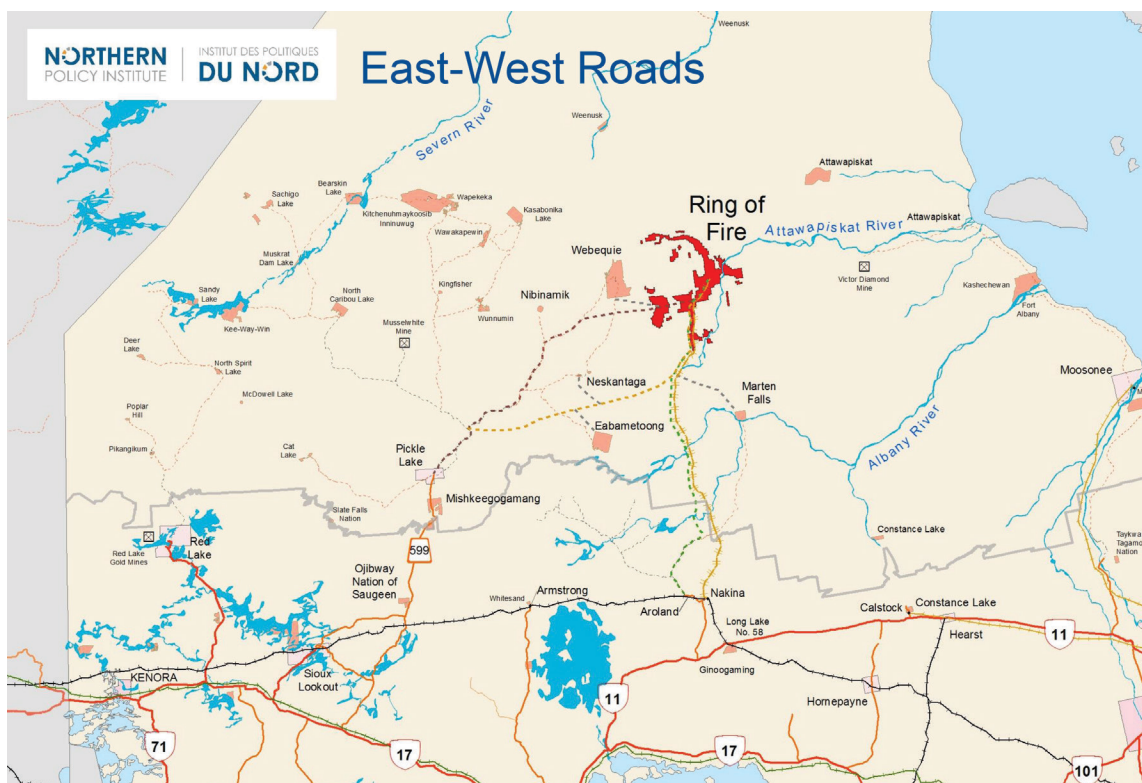 NORTHERN
POLICY INSTITUTE
INSTITUT DES POLITIQUES
DU NORD
East-West Roads
Weenusk
Severn River
Weenusk
Attawapiskat
Sachigo
Lake
Bearskin
Lake
Wapekeka
Kitchenuhmaykoosib
Inninuwug
Kasabonika
Lake
Wawakapewin
Ring of
Fire
Attawapiskat River
Attawapiskat
Webequie
Muskrat
Dam Lake
Victor Diamond
Mine
Kashechewan
Fort
Albany
Sandy
Lake
Kee-Way-Win
North
Caribou Lake
Kingfisher
Wunnumin
Nibinamik
Musselwhite
Mine
Deer
Lake
North Spirit
Lake
McDowell Lake
Neskantaga
Marten
Falls
Moosonee
M
Poplar
Hill
Eabametoong
Albany River
Pikangikum
Cat
Lake
Pickle
Lake
Mishkeegogamang
Slate Falls
Nation
Red Lake
Gold Mines
Red
Lake
599
Constance Lake
Taykw
Tagamo
Nation
Ojibway
Nation of
Saugeen
Whitesand
Armstrong
Aroland
Nakina
Calstock
Constance Lake
Long Lake
No. 58
Hearst
11
Ginoogaming
KENORA
Sioux
Lookout
11
Hornepayne
71
17
17
101